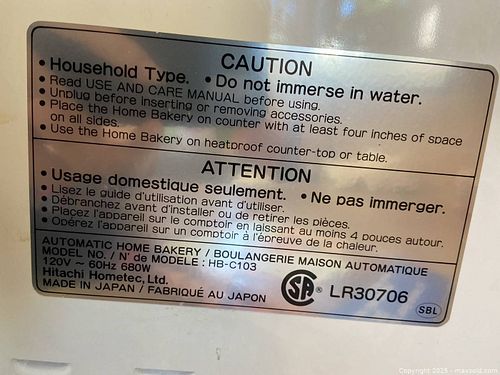 CAUTION
• Household Type. • Do not immerse in water.
• Read USE AND CARE MANUAL before using.
• Unplug before inserting or removing accessories.
• Place the Home Bakery on counter with at least four inches of space
on all sides.
• Use the Home Bakery on heatproof counter-top or table.
ATTENTION
• Usage domestique seulement. • Ne pas immerger.
• Lisez le guide d'utilisation avant d'utiliser.
• Débranchez avant d'installer ou de retirer les pièces.
• Plaçez l'appareil sur le comptoir en laissant au moins 4 pouces autour.
• Opérez l'appareil sur un comptoir à l'épreuve de la chaleur.
AUTOMATIC HOME BAKERY / BOULANGERIE MAISON AUTOMATIQUE
MODEL NO. / N° de MODELE : HB-C103
120V ~ 60Hz 680W
Hitachi Hometec, Ltd.
MADE IN JAPAN / FABRIQUÉ AU JAPON
SA ® LR30706
SBL
Copyright 2025 - maxsold.com